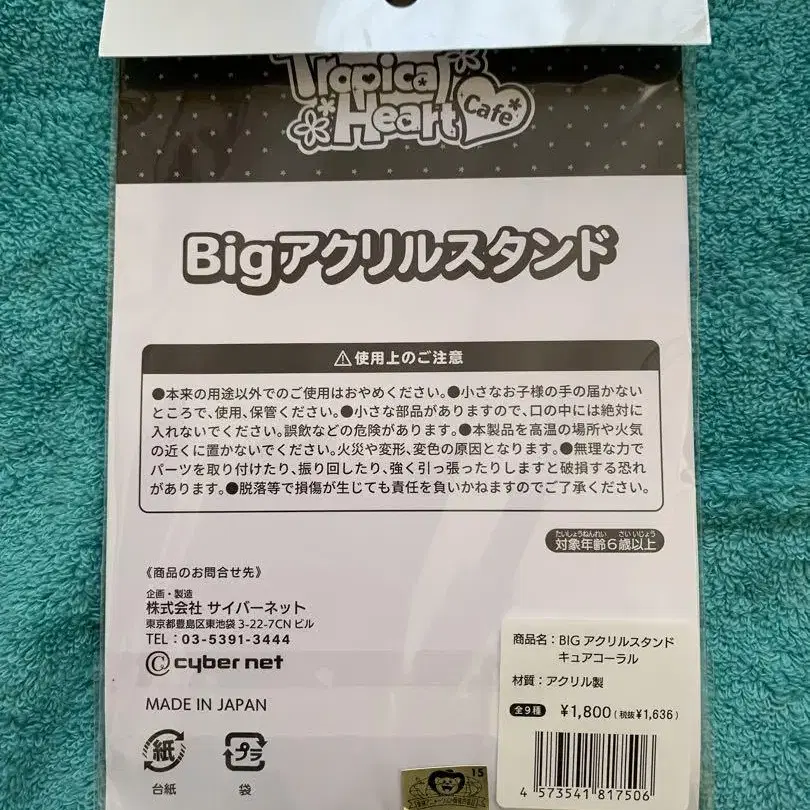 Tropical
Heart
Cafe
Bigアクリルスタンド
⚠使用上のご注意
●本来の用途以外でのご使用はおやめください。●小さなお子様の手の届かない
ところで、使用、保管ください。●小さな部品がありますので、口の中には絶対に
入れないでください。誤飲などの危険があります。●本製品を高温の場所や火気
の近くに置かないでください。火災や変形、変色の原因となります。●無理な力で
パーツを取り付けたり、振り回したり、強く引っ張ったりしますと破損する恐れ
があります。●脱落等で損傷が生じても責任を負いかねますのでご了承ください。
たいしょうねんれい さいいじょう
対象年齢6歳以上
《商品のお問合せ先》
企画・製造
株式会社 サイバーネット
東京都豊島区東池袋 3-22-7CN ビル
TEL：03-5391-3444
cyber net
MADE IN JAPAN
紙
台紙
プラ
袋
商品名：BIG アクリルスタンド
キュアコーラル
材質：アクリル製
全9種 ¥1,800（税抜¥1,636）
4 573541 817506
15